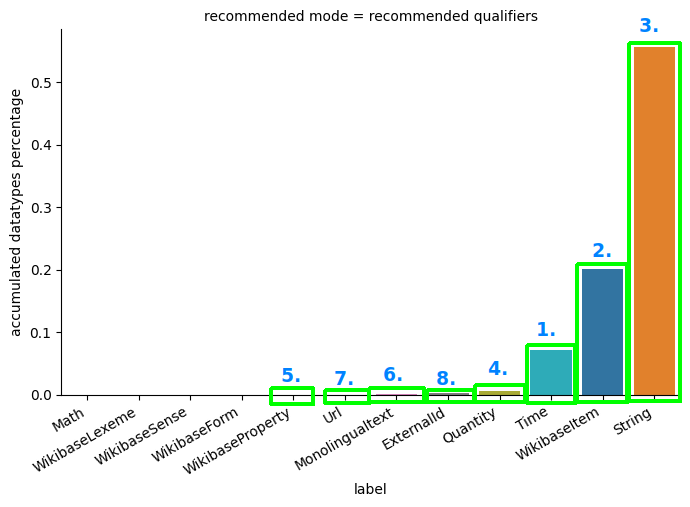 recommended mode = recommended qualifiers
accumulated datatypes percentage
0.5
0.4
0.3
0.2
0.1
0.0
5.
7.
6.
8.
4.
1.
2.
3.
Math
WikibaseLexeme
WikibaseSense
WikibaseForm
WikibaseProperty
Url
Monolingualtext
ExternalId
Quantity
Time
WikibaseItem
String
label